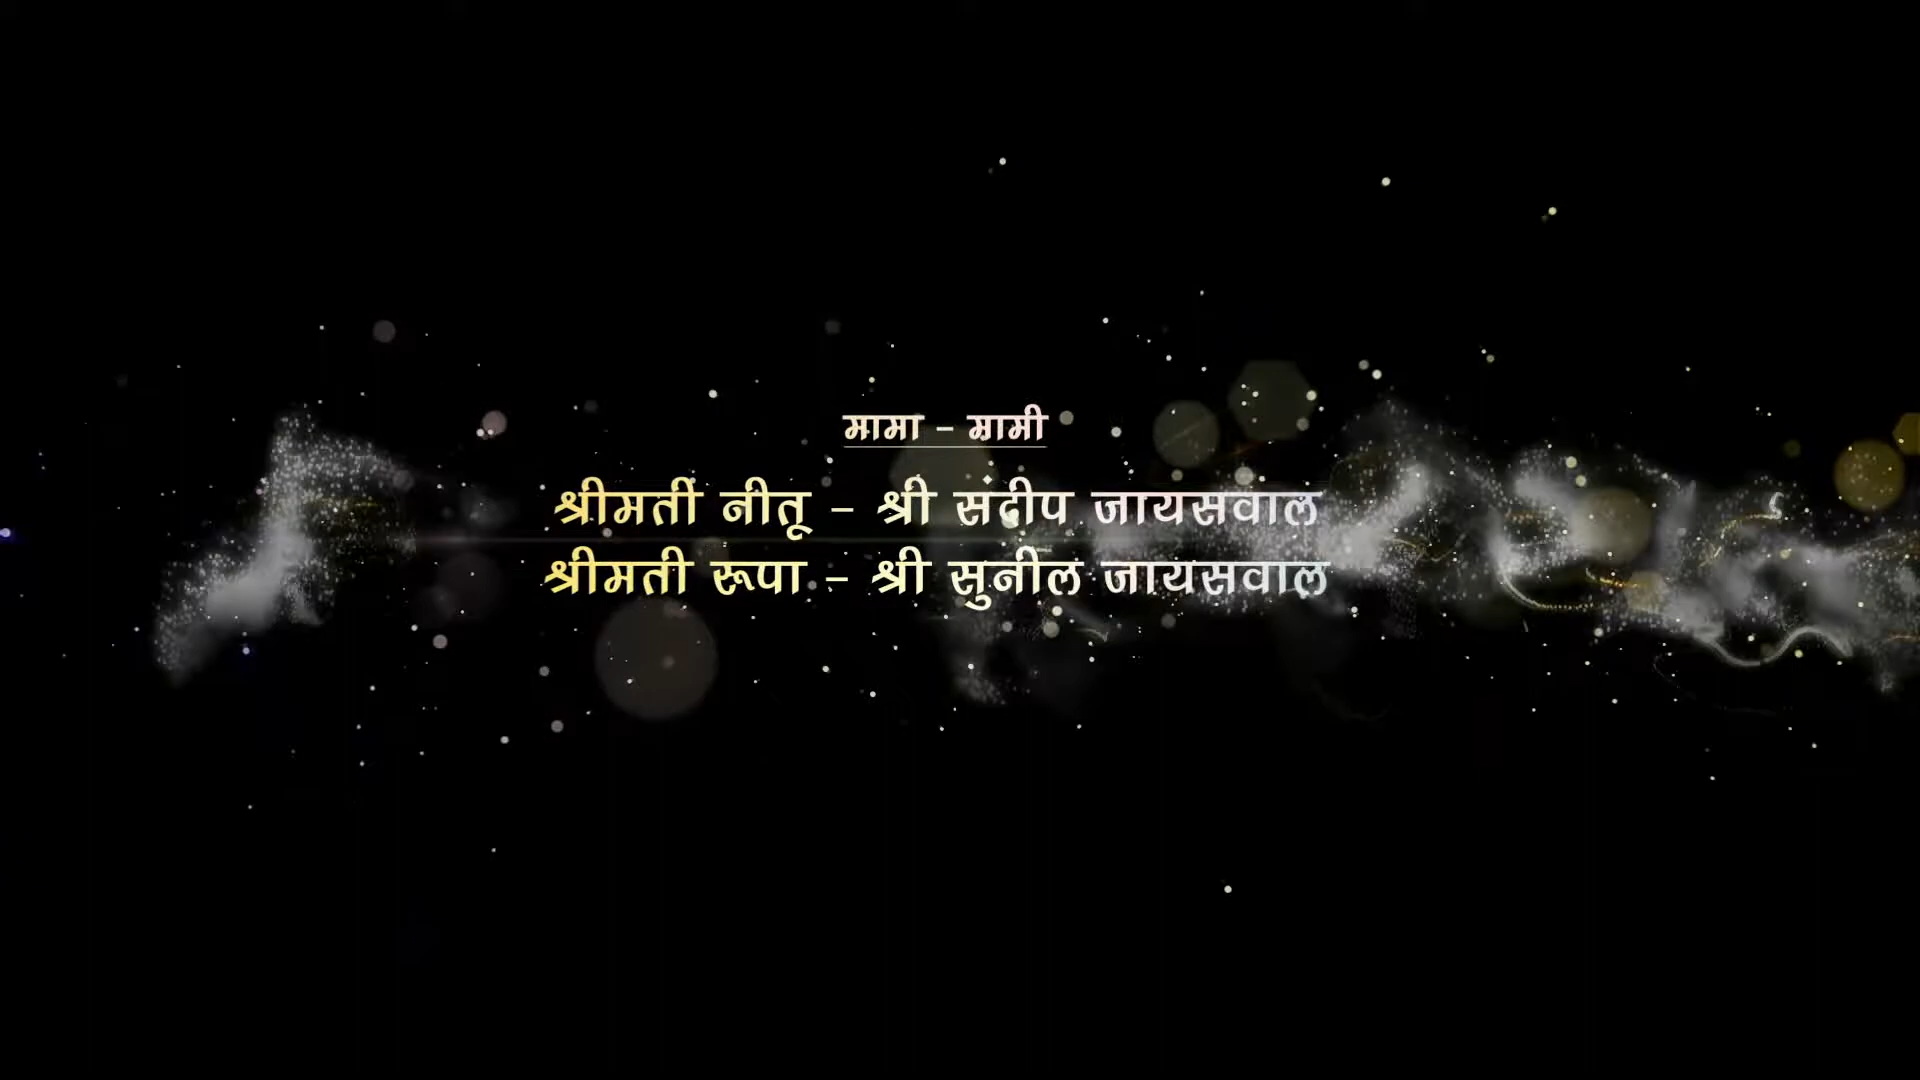 मामा - मामी
श्रीमती नीतू - श्री संदीप जायसवाल
श्रीमती रूपा - श्री सुनील जायसवाल